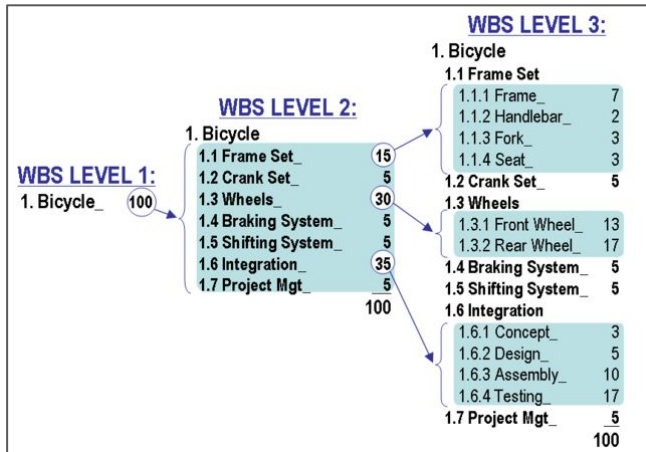 WBS LEVEL 1:
1. Bicycle_ 100
WBS LEVEL 2:
1. Bicycle
1.1 Frame Set_ 15
1.2 Crank Set_ 5
1.3 Wheels_ 30
1.4 Braking System_ 5
1.5 Shifting System_ 5
1.6 Integration_ 35
1.7 Project Mgt_ 5
100
WBS LEVEL 3:
1. Bicycle
1.1 Frame Set
1.1.1 Frame_ 7
1.1.2 Handlebar_ 2
1.1.3 Fork_ 3
1.1.4 Seat_ 3
1.2 Crank Set_ 5
1.3 Wheels
1.3.1 Front Wheel_ 13
1.3.2 Rear Wheel_ 17
1.4 Braking System_ 5
1.5 Shifting System_ 5
1.6 Integration
1.6.1 Concept_ 3
1.6.2 Design_ 5
1.6.3 Assembly_ 10
1.6.4 Testing_ 17
1.7 Project Mgt_ 5
100